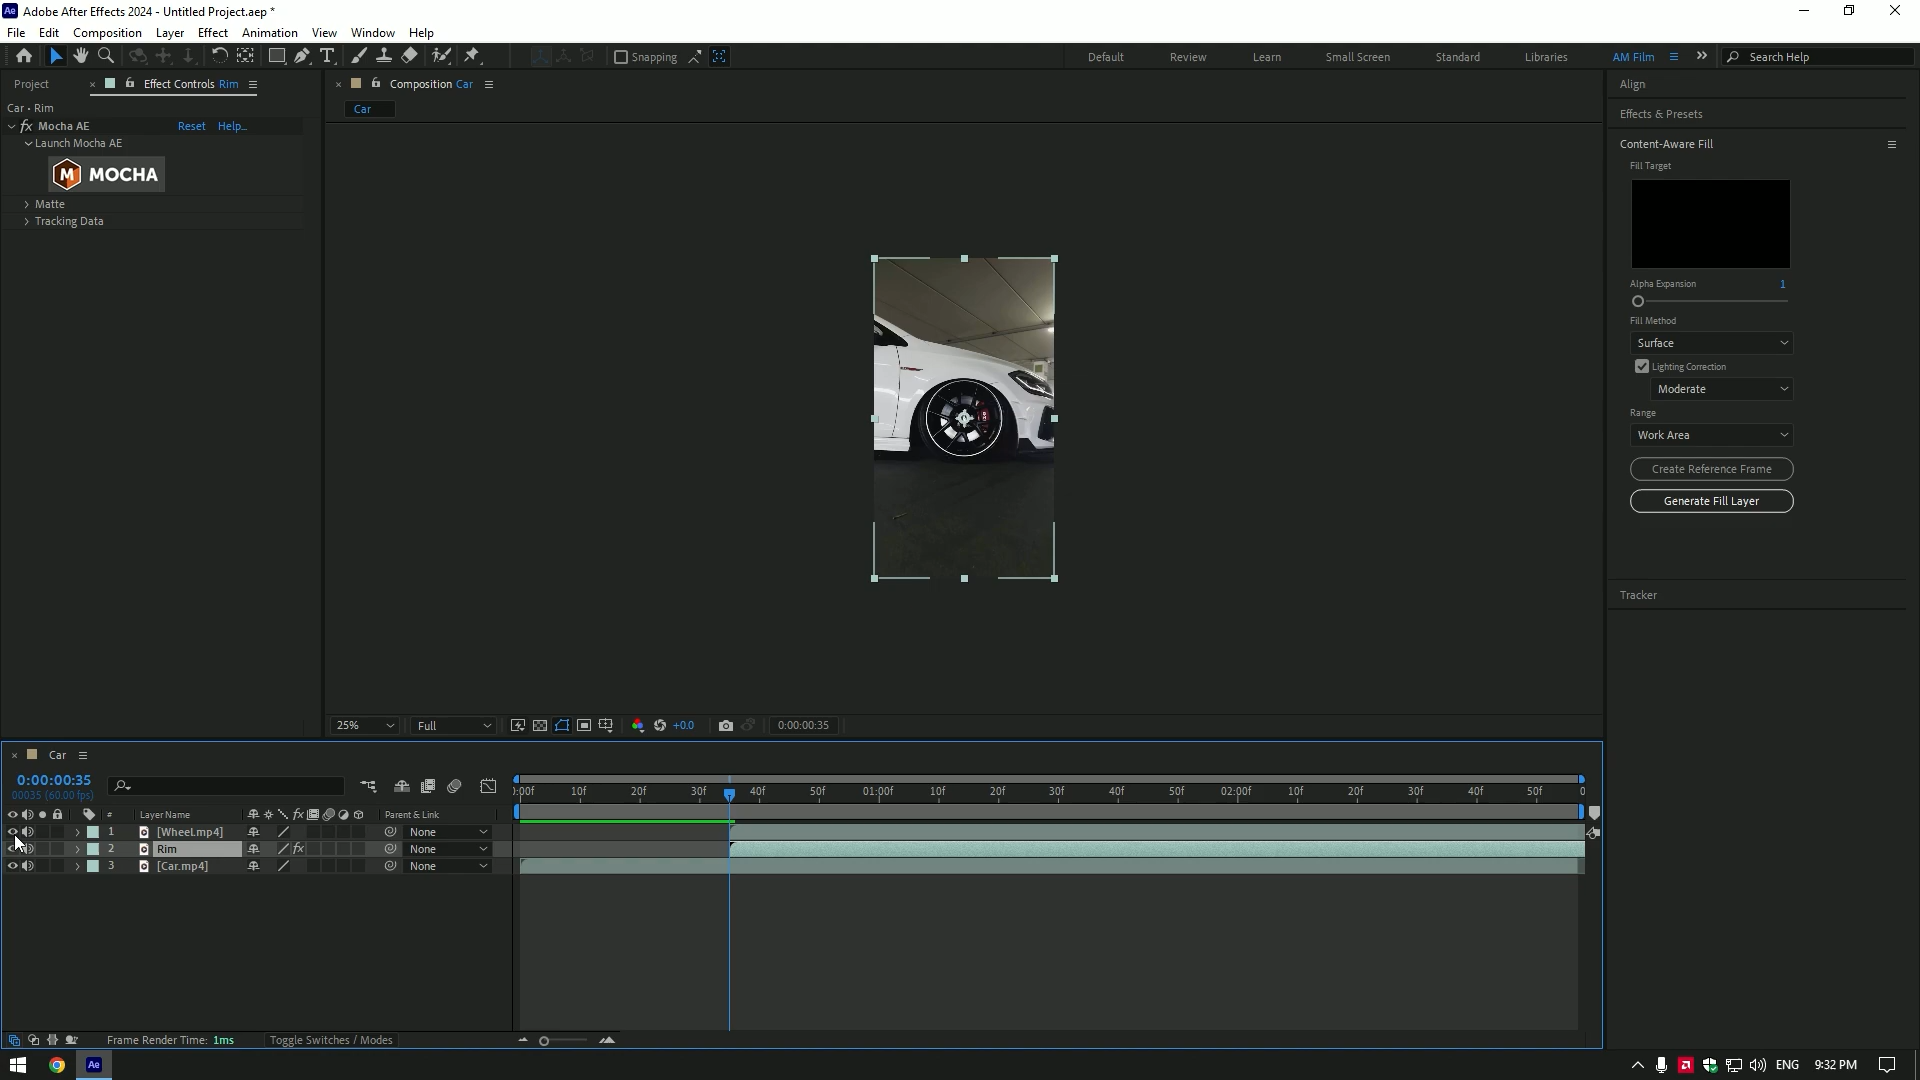 Ae Adobe After Effects 2024 - Untitled Project.aep *
File Edit Composition Layer Effect Animation View Window Help
Snapping Default Review Learn Small Screen Standard Libraries AM Film Search Help
Project Effect Controls Rim
Car • Rim
fx Mocha AE Reset Help...
Launch Mocha AE
M MOCHA
Matte
Tracking Data
Composition Car
Car
25% Full +0.0 0:00:00:35
Align
Effects & Presets
Content-Aware Fill
Fill Target
Alpha Expansion 1
Fill Method
Surface
Lighting Correction
Moderate
Range
Work Area
Create Reference Frame
Generate Fill Layer
Tracker
Car
0:00:00:35
00035 (60.00 fps)
):00f 10f 20f 30f 40f 50f 01:00f 10f 20f 30f 40f 50f 02:00f 10f 20f 30f 40f 50f 0
# Layer Name Parent & Link
1 [Wheel.mp4] None
2 Rim fx None
3 [Car.mp4] None
Frame Render Time: 1ms Toggle Switches / Modes
Ae ENG 9:32 PM